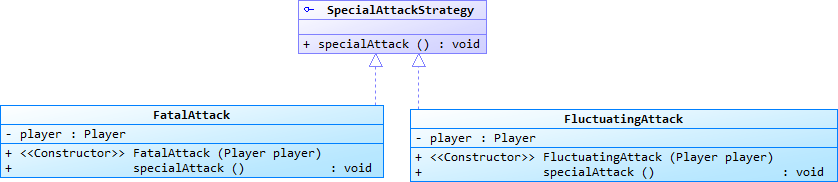 SpecialAttackStrategy
+ specialAttack () : void
FatalAttack
- player : Player
+ <<Constructor>> FatalAttack (Player player)
+ specialAttack () : void
FluctuatingAttack
- player : Player
+ <<Constructor>> FluctuatingAttack (Player player)
+ specialAttack () : void